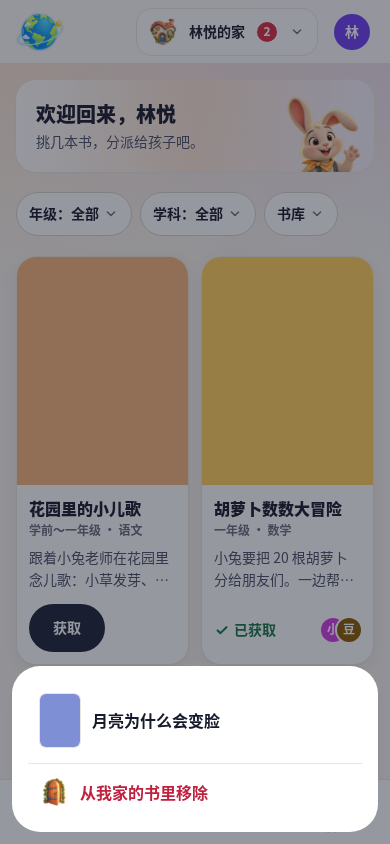 林悦的家 2 林
欢迎回来，林悦
挑几本书，分派给孩子吧。
年级：全部 学科：全部 书库
花园里的小儿歌
学前～一年级 · 语文
跟着小兔老师在花园里
念儿歌：小草发芽、…
获取
胡萝卜数数大冒险
一年级 · 数学
小兔要把 20 根胡萝卜
分给朋友们。一边帮…
已获取 小 豆
月亮为什么会变脸
从我家的书里移除